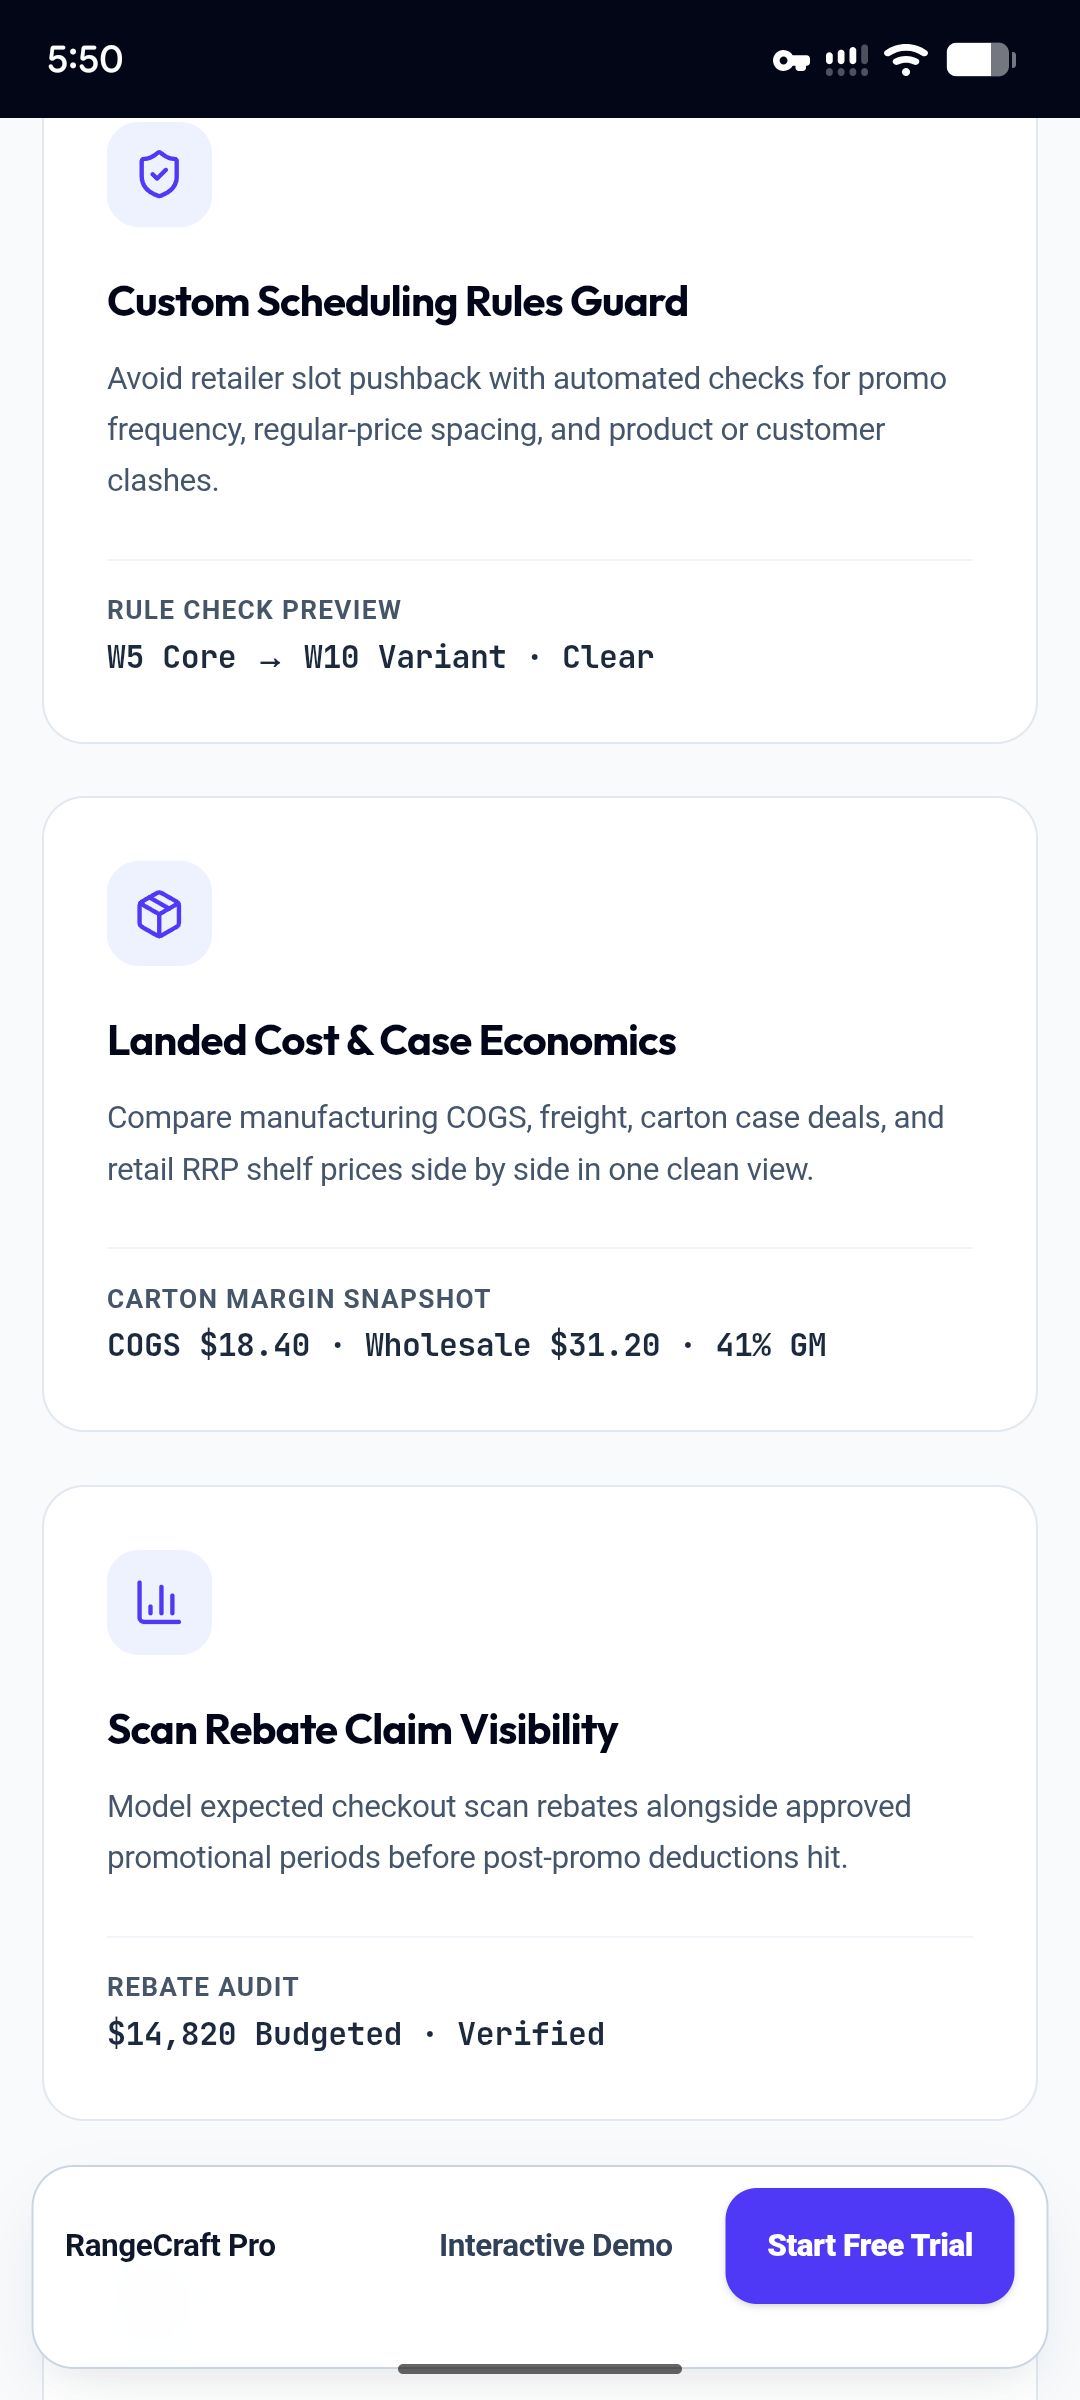 5:50
Custom Scheduling Rules Guard
Avoid retailer slot pushback with automated checks for promo
frequency, regular-price spacing, and product or customer
clashes.
RULE CHECK PREVIEW
W5 Core → W10 Variant · Clear
Landed Cost & Case Economics
Compare manufacturing COGS, freight, carton case deals, and
retail RRP shelf prices side by side in one clean view.
CARTON MARGIN SNAPSHOT
COGS $18.40 · Wholesale $31.20 · 41% GM
Scan Rebate Claim Visibility
Model expected checkout scan rebates alongside approved
promotional periods before post-promo deductions hit.
REBATE AUDIT
$14,820 Budgeted · Verified
RangeCraft Pro
Interactive Demo
Start Free Trial